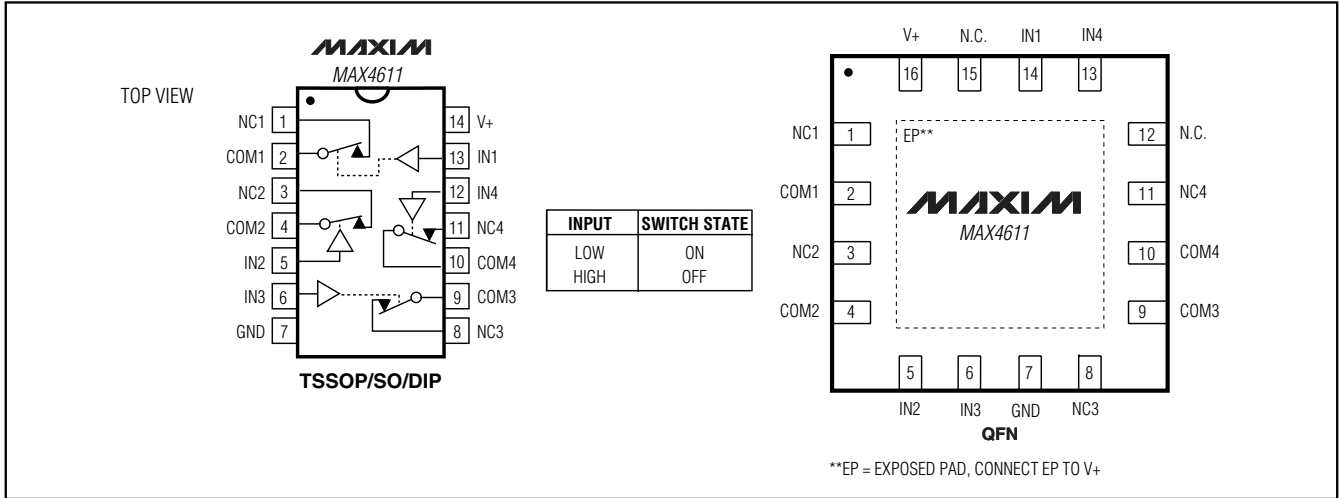 MAXIM
MAX4611
TOP VIEW
NC1 1
COM1 2
NC2 3
COM2 4
IN2 5
IN3 6
GND 7
14 V+
13 IN1
12 IN4
11 NC4
10 COM4
9 COM3
8 NC3
TSSOP/SO/DIP
INPUT SWITCH STATE
LOW ON
HIGH OFF
V+ N.C. IN1 IN4
16 15 14 13
NC1 1
COM1 2
NC2 3
COM2 4
EP**
MAXIM
MAX4611
12 N.C.
11 NC4
10 COM4
9 COM3
5 6 7 8
IN2 IN3 GND NC3
QFN
**EP = EXPOSED PAD, CONNECT EP TO V+